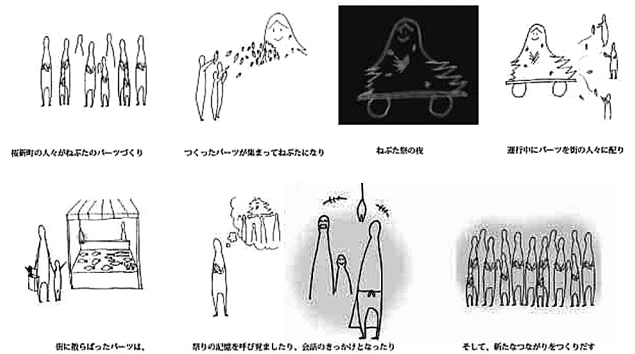 桜新町の人々がねぶたのパーツづくり
つくったパーツが集まってねぶたになり
ねぶた祭の夜
運行中にパーツを街の人々に配り
街に散らばったパーツは、
祭りの記憶を呼び覚ましたり、会話のきっかけとなったり
そして、新たなつながりをつくりだす